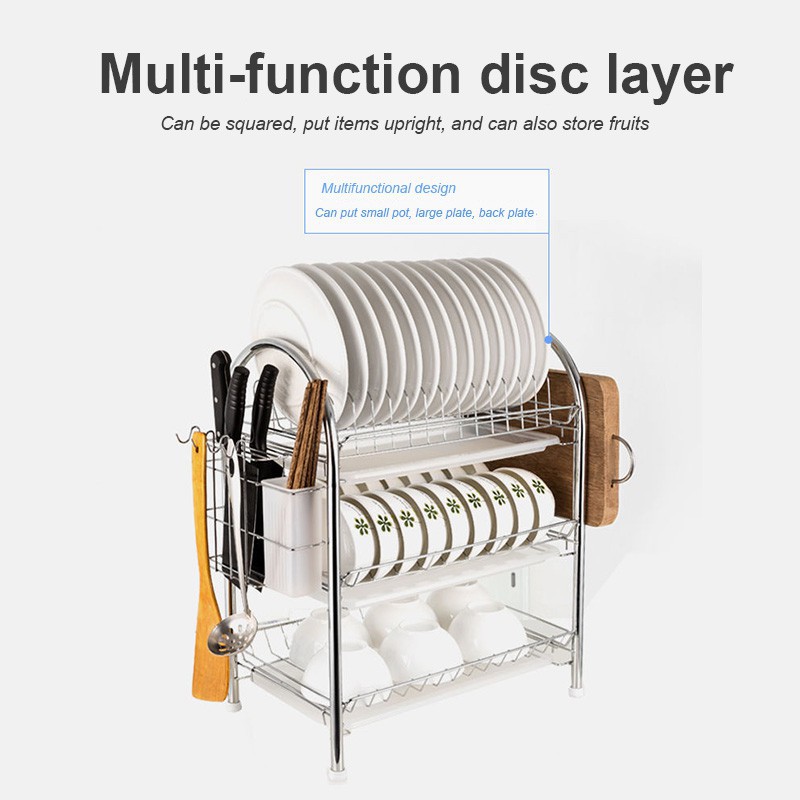 Multi-function disc layer
Can be squared, put items upright, and can also store fruits
Multifunctional design
Can put small pot, large plate, back plate